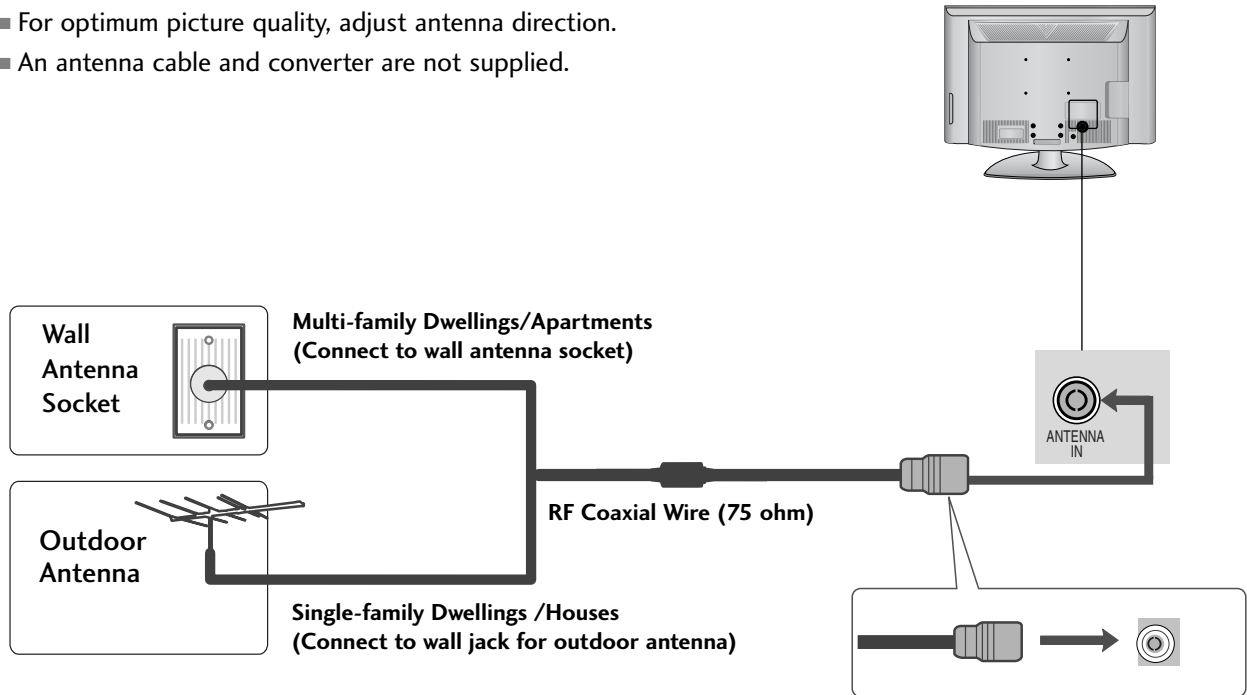 For optimum picture quality, adjust antenna direction.
An antenna cable and converter are not supplied.
Wall
Antenna
Socket
Multi-family Dwellings/Apartments
(Connect to wall antenna socket)
ANTENNA
IN
RF Coaxial Wire (75 ohm)
Outdoor
Antenna
Single-family Dwellings /Houses
(Connect to wall jack for outdoor antenna)